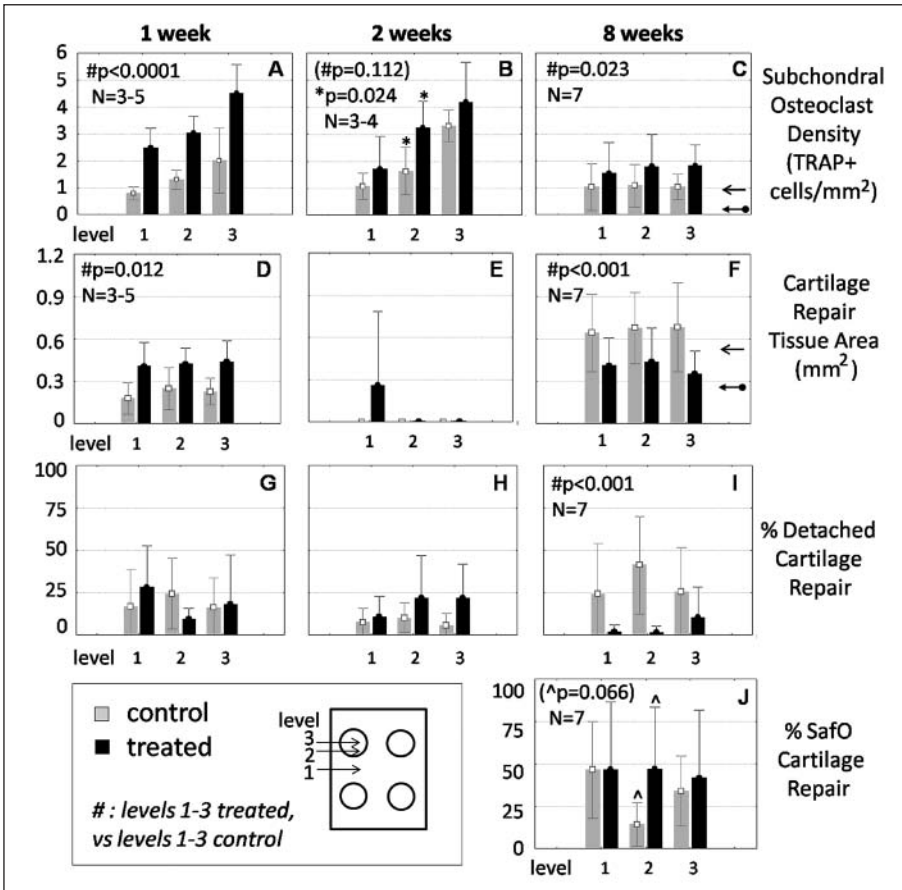 1 week
2 weeks
8 weeks
6
5
4
3
2
1
0
#p<0.0001
N=3-5
A
(#p=0.112)
*p=0.024
N=3-4
*
*
B
#p=0.023
N=7
C
Subchondral
Osteoclast
Density
(TRAP+
cells/mm²)
level 1 2 3
1 2 3
1 2 3
1.2
0.9
0.6
0.3
0
#p=0.012
N=3-5
D
E
#p<0.001
N=7
F
Cartilage
Repair
Tissue Area
(mm²)
level 1 2 3
1 2 3
1 2 3
100
75
50
25
0
G
H
#p<0.001
N=7
I
% Detached
Cartilage
Repair
level 1 2 3
1 2 3
1 2 3
control
treated
level
3
2
1
# : levels 1-3 treated,
vs levels 1-3 control
100
75
50
25
0
(^p=0.066)
N=7
^
^
J
% SafO
Cartilage
Repair
level 1 2 3